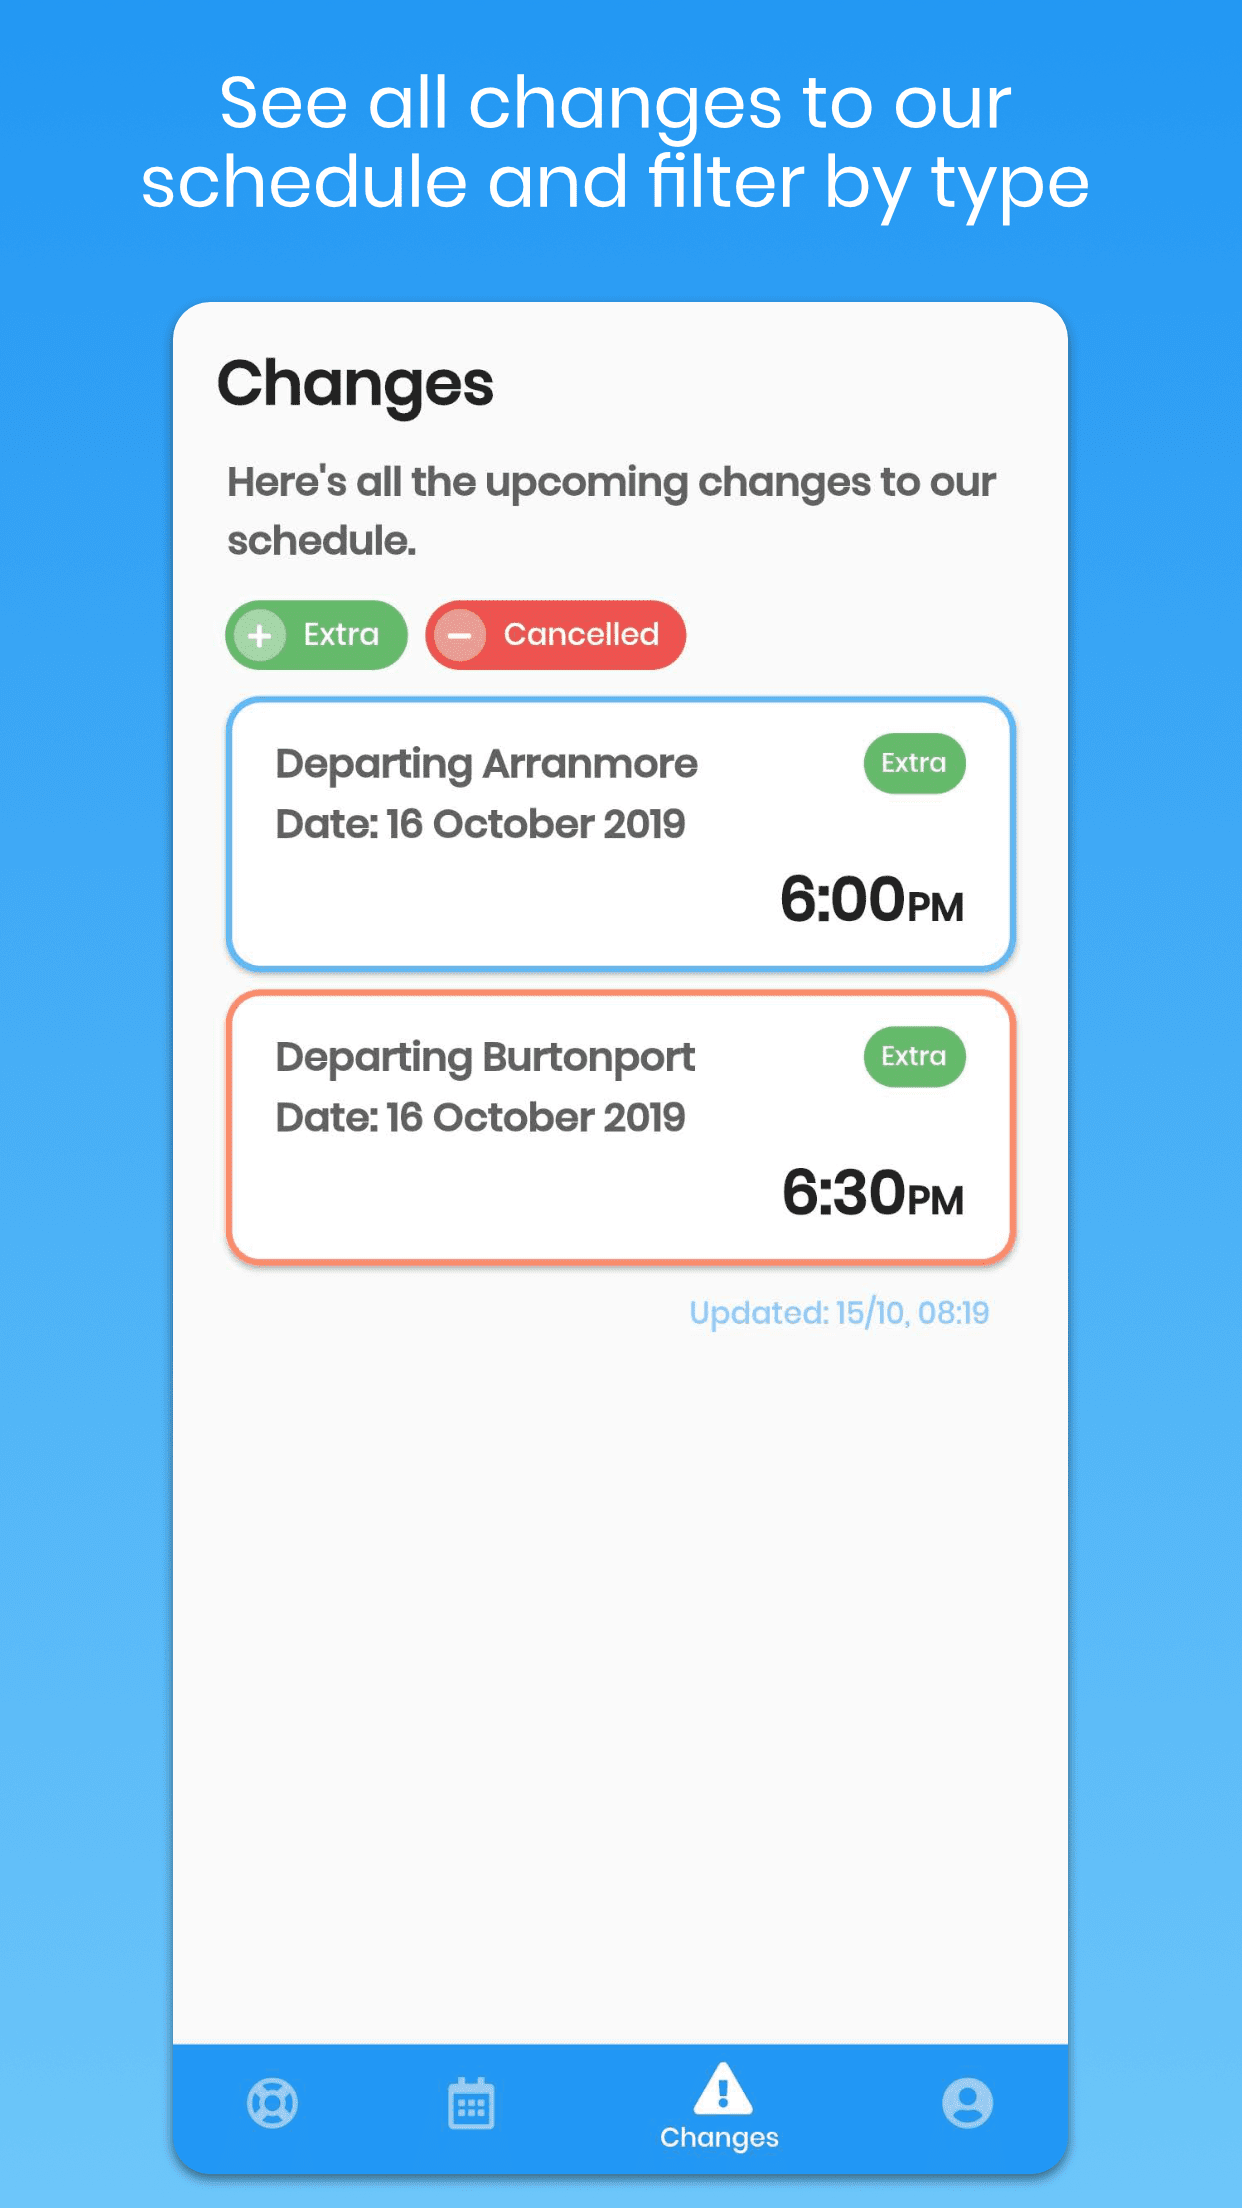 See all changes to our
schedule and filter by type
Changes
Here's all the upcoming changes to our
schedule.
Extra
Cancelled
Departing Arranmore
Extra
Date: 16 October 2019
6:00PM
Departing Burtonport
Extra
Date: 16 October 2019
6:30PM
Updated: 15/10, 08:19
Changes